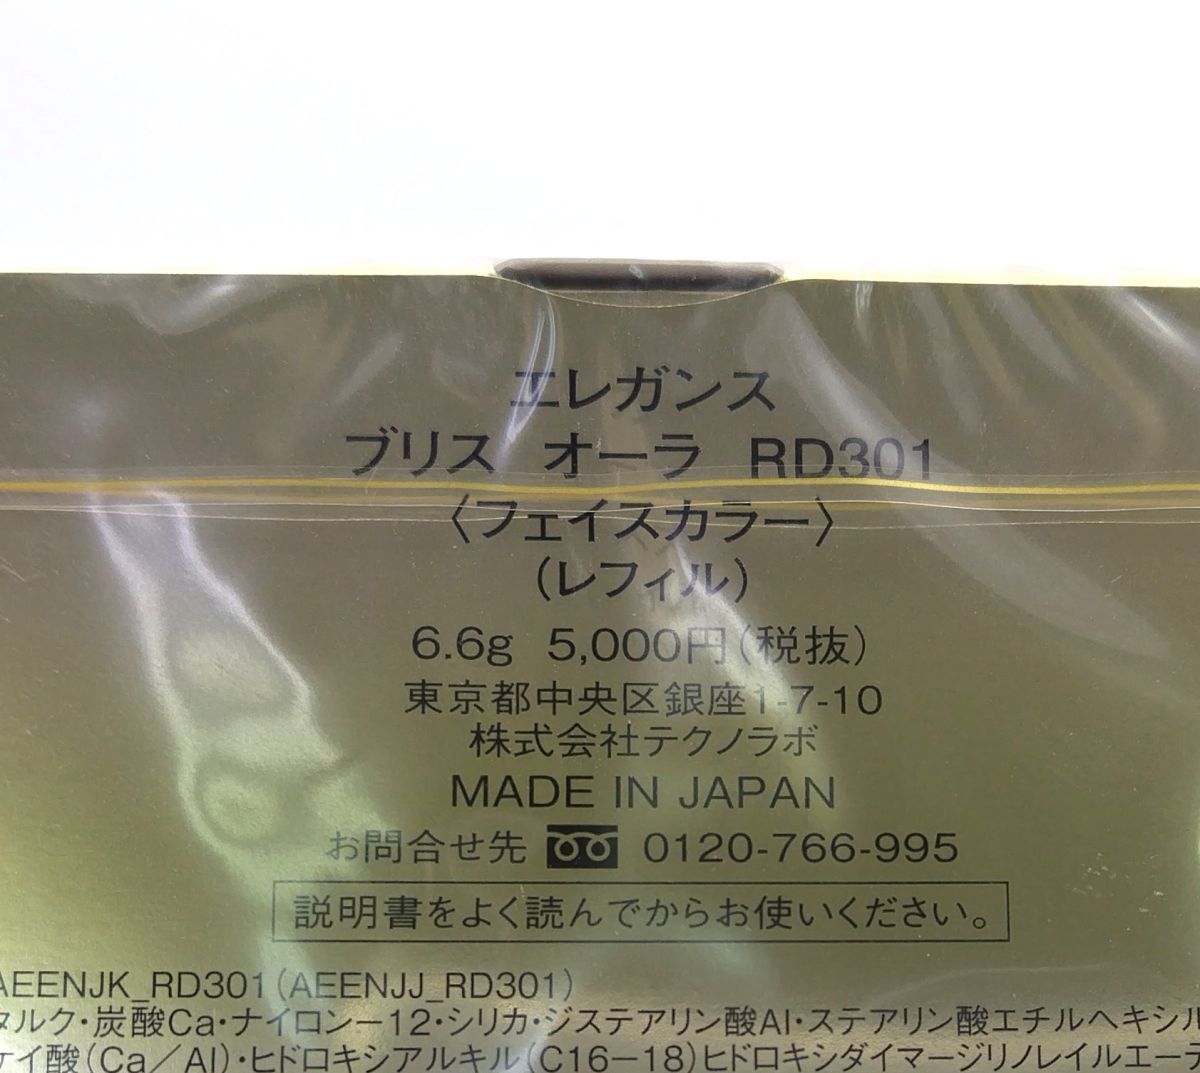 エレガンス
ブリス オーラ RD301
〈フェイスカラー〉
(レフィル)
6.6g 5,000円(税抜)
東京都中央区銀座1-7-10
株式会社テクノラボ
MADE IN JAPAN
お問合せ先 0120-766-995
説明書をよく読んでからお使いください。
AEENJK_RD301(AEENJJ_RD301)
タルク・炭酸Ca・ナイロン−12・シリカ・ジステアリン酸Al・ステアリン酸エチルヘキシル
ケイ酸(Ca/Al)・ヒドロキシアルキル(C16−18)ヒドロキシダイマージリノレイルエーテ